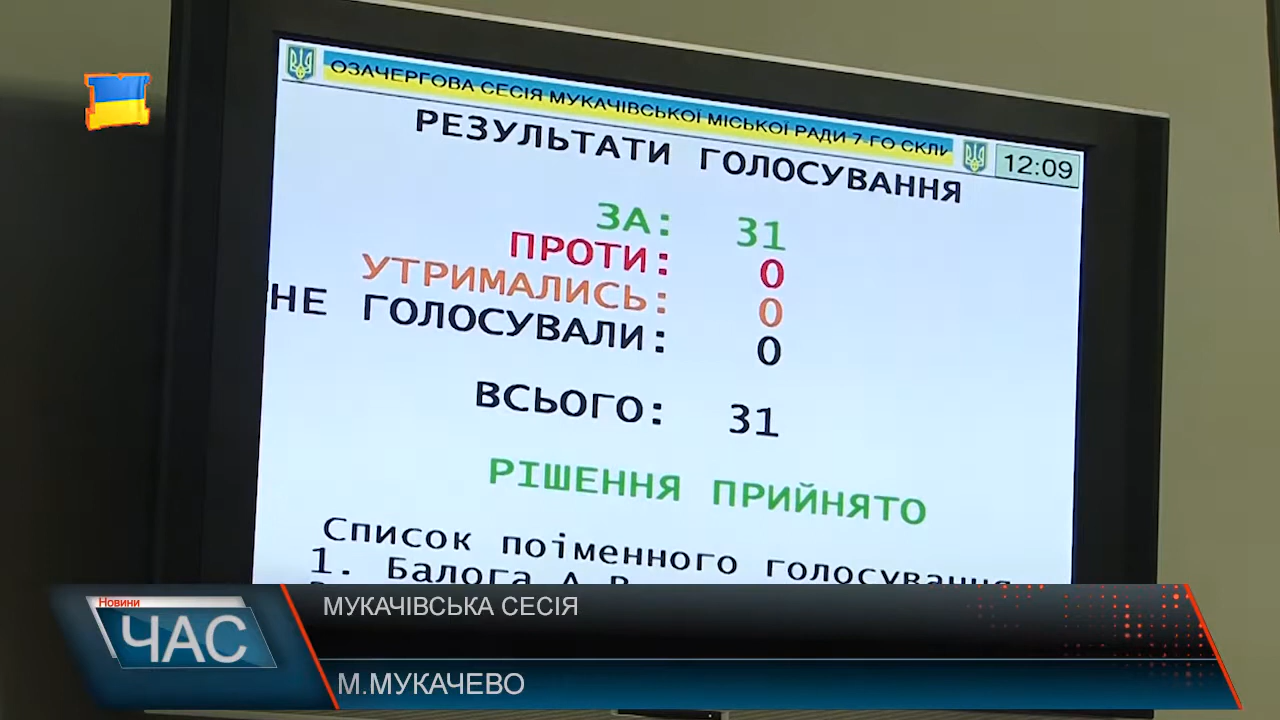 ОЗАЧЕРГОВА СЕСІЯ МУКАЧІВСЬКОЇ МІСЬКОЇ РАДИ 7-ГО СКЛИ
12:09
РЕЗУЛЬТАТИ ГОЛОСУВАННЯ
ЗА: 31
ПРОТИ: 0
УТРИМАЛИСЬ: 0
НЕ ГОЛОСУВАЛИ: 0
ВСЬОГО: 31
РІШЕННЯ ПРИЙНЯТО
Список поіменного голосування
1. Балога А.В.
Новини
ЧАС
МУКАЧІВСЬКА СЕСІЯ
М.МУКАЧЕВО